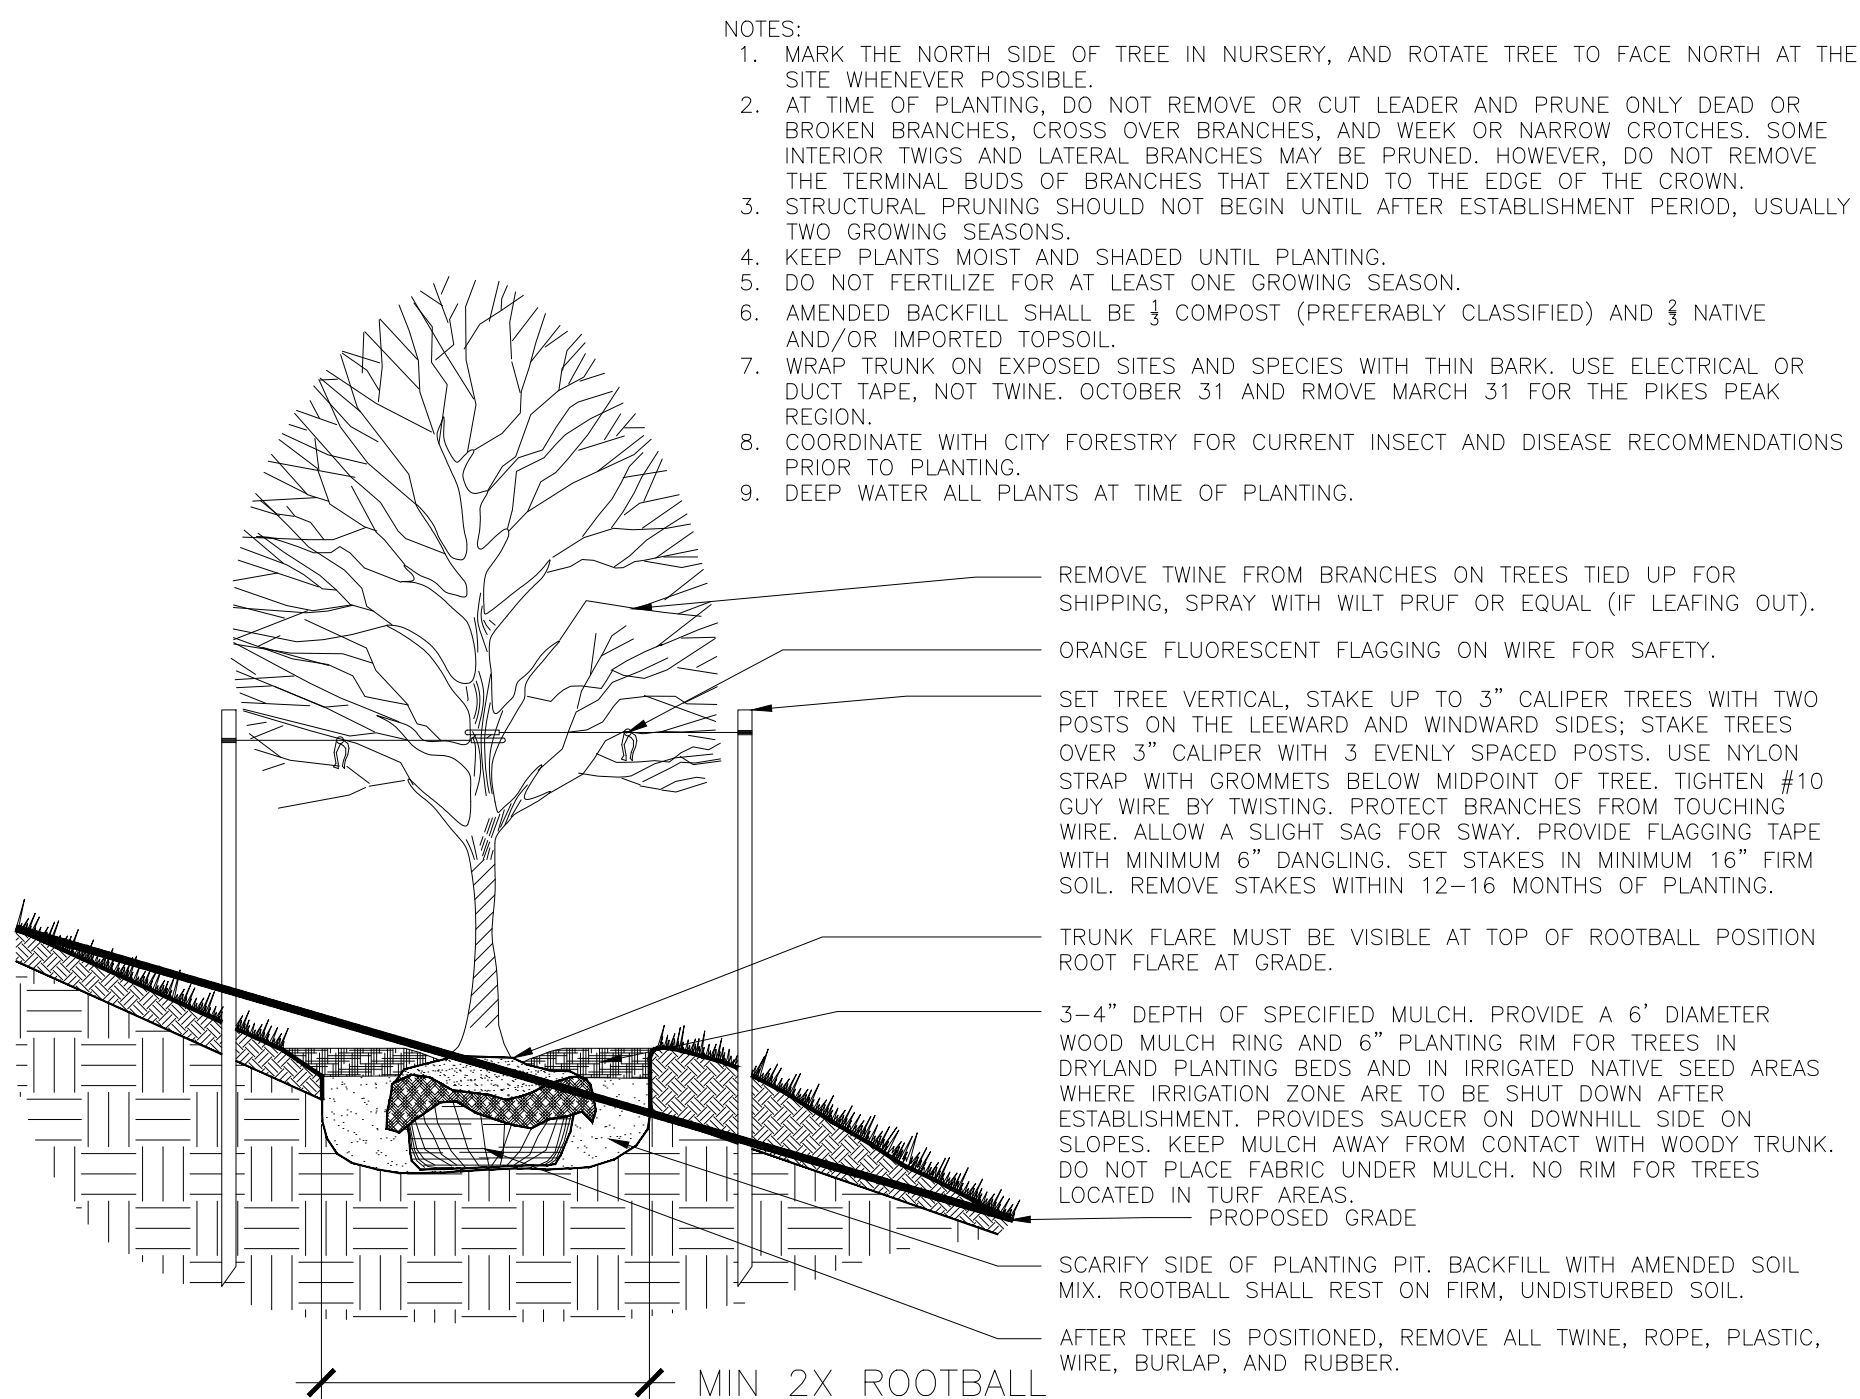 NOTES:
1. MARK THE NORTH SIDE OF TREE IN NURSERY, AND ROTATE TREE TO FACE NORTH AT THE
SITE WHENEVER POSSIBLE.
2. AT TIME OF PLANTING, DO NOT REMOVE OR CUT LEADER AND PRUNE ONLY DEAD OR
BROKEN BRANCHES, CROSS OVER BRANCHES, AND WEEK OR NARROW CROTCHES. SOME
INTERIOR TWIGS AND LATERAL BRANCHES MAY BE PRUNED. HOWEVER, DO NOT REMOVE
THE TERMINAL BUDS OF BRANCHES THAT EXTEND TO THE EDGE OF THE CROWN.
3. STRUCTURAL PRUNING SHOULD NOT BEGIN UNTIL AFTER ESTABLISHMENT PERIOD, USUALLY
TWO GROWING SEASONS.
4. KEEP PLANTS MOIST AND SHADED UNTIL PLANTING.
5. DO NOT FERTILIZE FOR AT LEAST ONE GROWING SEASON.
6. AMENDED BACKFILL SHALL BE 1/3 COMPOST (PREFERABLY CLASSIFIED) AND 2/3 NATIVE
AND/OR IMPORTED TOPSOIL.
7. WRAP TRUNK ON EXPOSED SITES AND SPECIES WITH THIN BARK. USE ELECTRICAL OR
DUCT TAPE, NOT TWINE. OCTOBER 31 AND RMOVE MARCH 31 FOR THE PIKES PEAK
REGION.
8. COORDINATE WITH CITY FORESTRY FOR CURRENT INSECT AND DISEASE RECOMMENDATIONS
PRIOR TO PLANTING.
9. DEEP WATER ALL PLANTS AT TIME OF PLANTING.
REMOVE TWINE FROM BRANCHES ON TREES TIED UP FOR
SHIPPING, SPRAY WITH WILT PRUF OR EQUAL (IF LEAFING OUT).
ORANGE FLUORESCENT FLAGGING ON WIRE FOR SAFETY.
SET TREE VERTICAL, STAKE UP TO 3” CALIPER TREES WITH TWO
POSTS ON THE LEEWARD AND WINDWARD SIDES; STAKE TREES
OVER 3” CALIPER WITH 3 EVENLY SPACED POSTS. USE NYLON
STRAP WITH GROMMETS BELOW MIDPOINT OF TREE. TIGHTEN #10
GUY WIRE BY TWISTING. PROTECT BRANCHES FROM TOUCHING
WIRE. ALLOW A SLIGHT SAG FOR SWAY. PROVIDE FLAGGING TAPE
WITH MINIMUM 6” DANGLING. SET STAKES IN MINIMUM 16” FIRM
SOIL. REMOVE STAKES WITHIN 12-16 MONTHS OF PLANTING.
TRUNK FLARE MUST BE VISIBLE AT TOP OF ROOTBALL POSITION
ROOT FLARE AT GRADE.
3-4” DEPTH OF SPECIFIED MULCH. PROVIDE A 6’ DIAMETER
WOOD MULCH RING AND 6” PLANTING RIM FOR TREES IN
DRYLAND PLANTING BEDS AND IN IRRIGATED NATIVE SEED AREAS
WHERE IRRIGATION ZONE ARE TO BE SHUT DOWN AFTER
ESTABLISHMENT. PROVIDES SAUCER ON DOWNHILL SIDE ON
SLOPES. KEEP MULCH AWAY FROM CONTACT WITH WOODY TRUNK.
DO NOT PLACE FABRIC UNDER MULCH. NO RIM FOR TREES
LOCATED IN TURF AREAS.
PROPOSED GRADE
SCARIFY SIDE OF PLANTING PIT. BACKFILL WITH AMENDED SOIL
MIX. ROOTBALL SHALL REST ON FIRM, UNDISTURBED SOIL.
AFTER TREE IS POSITIONED, REMOVE ALL TWINE, ROPE, PLASTIC,
WIRE, BURLAP, AND RUBBER.
MIN 2X ROOTBALL